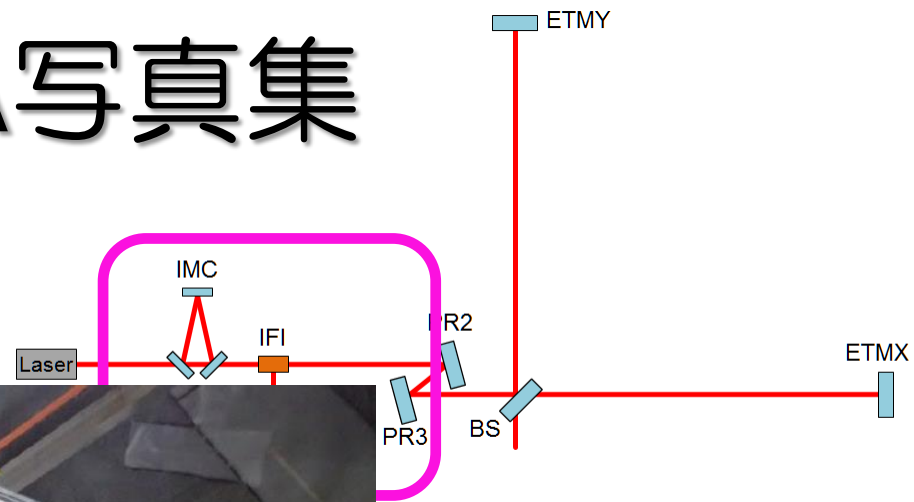 写真集
ETMY
IMC
IFI
Laser
PR2
ETMX
PR3
BS